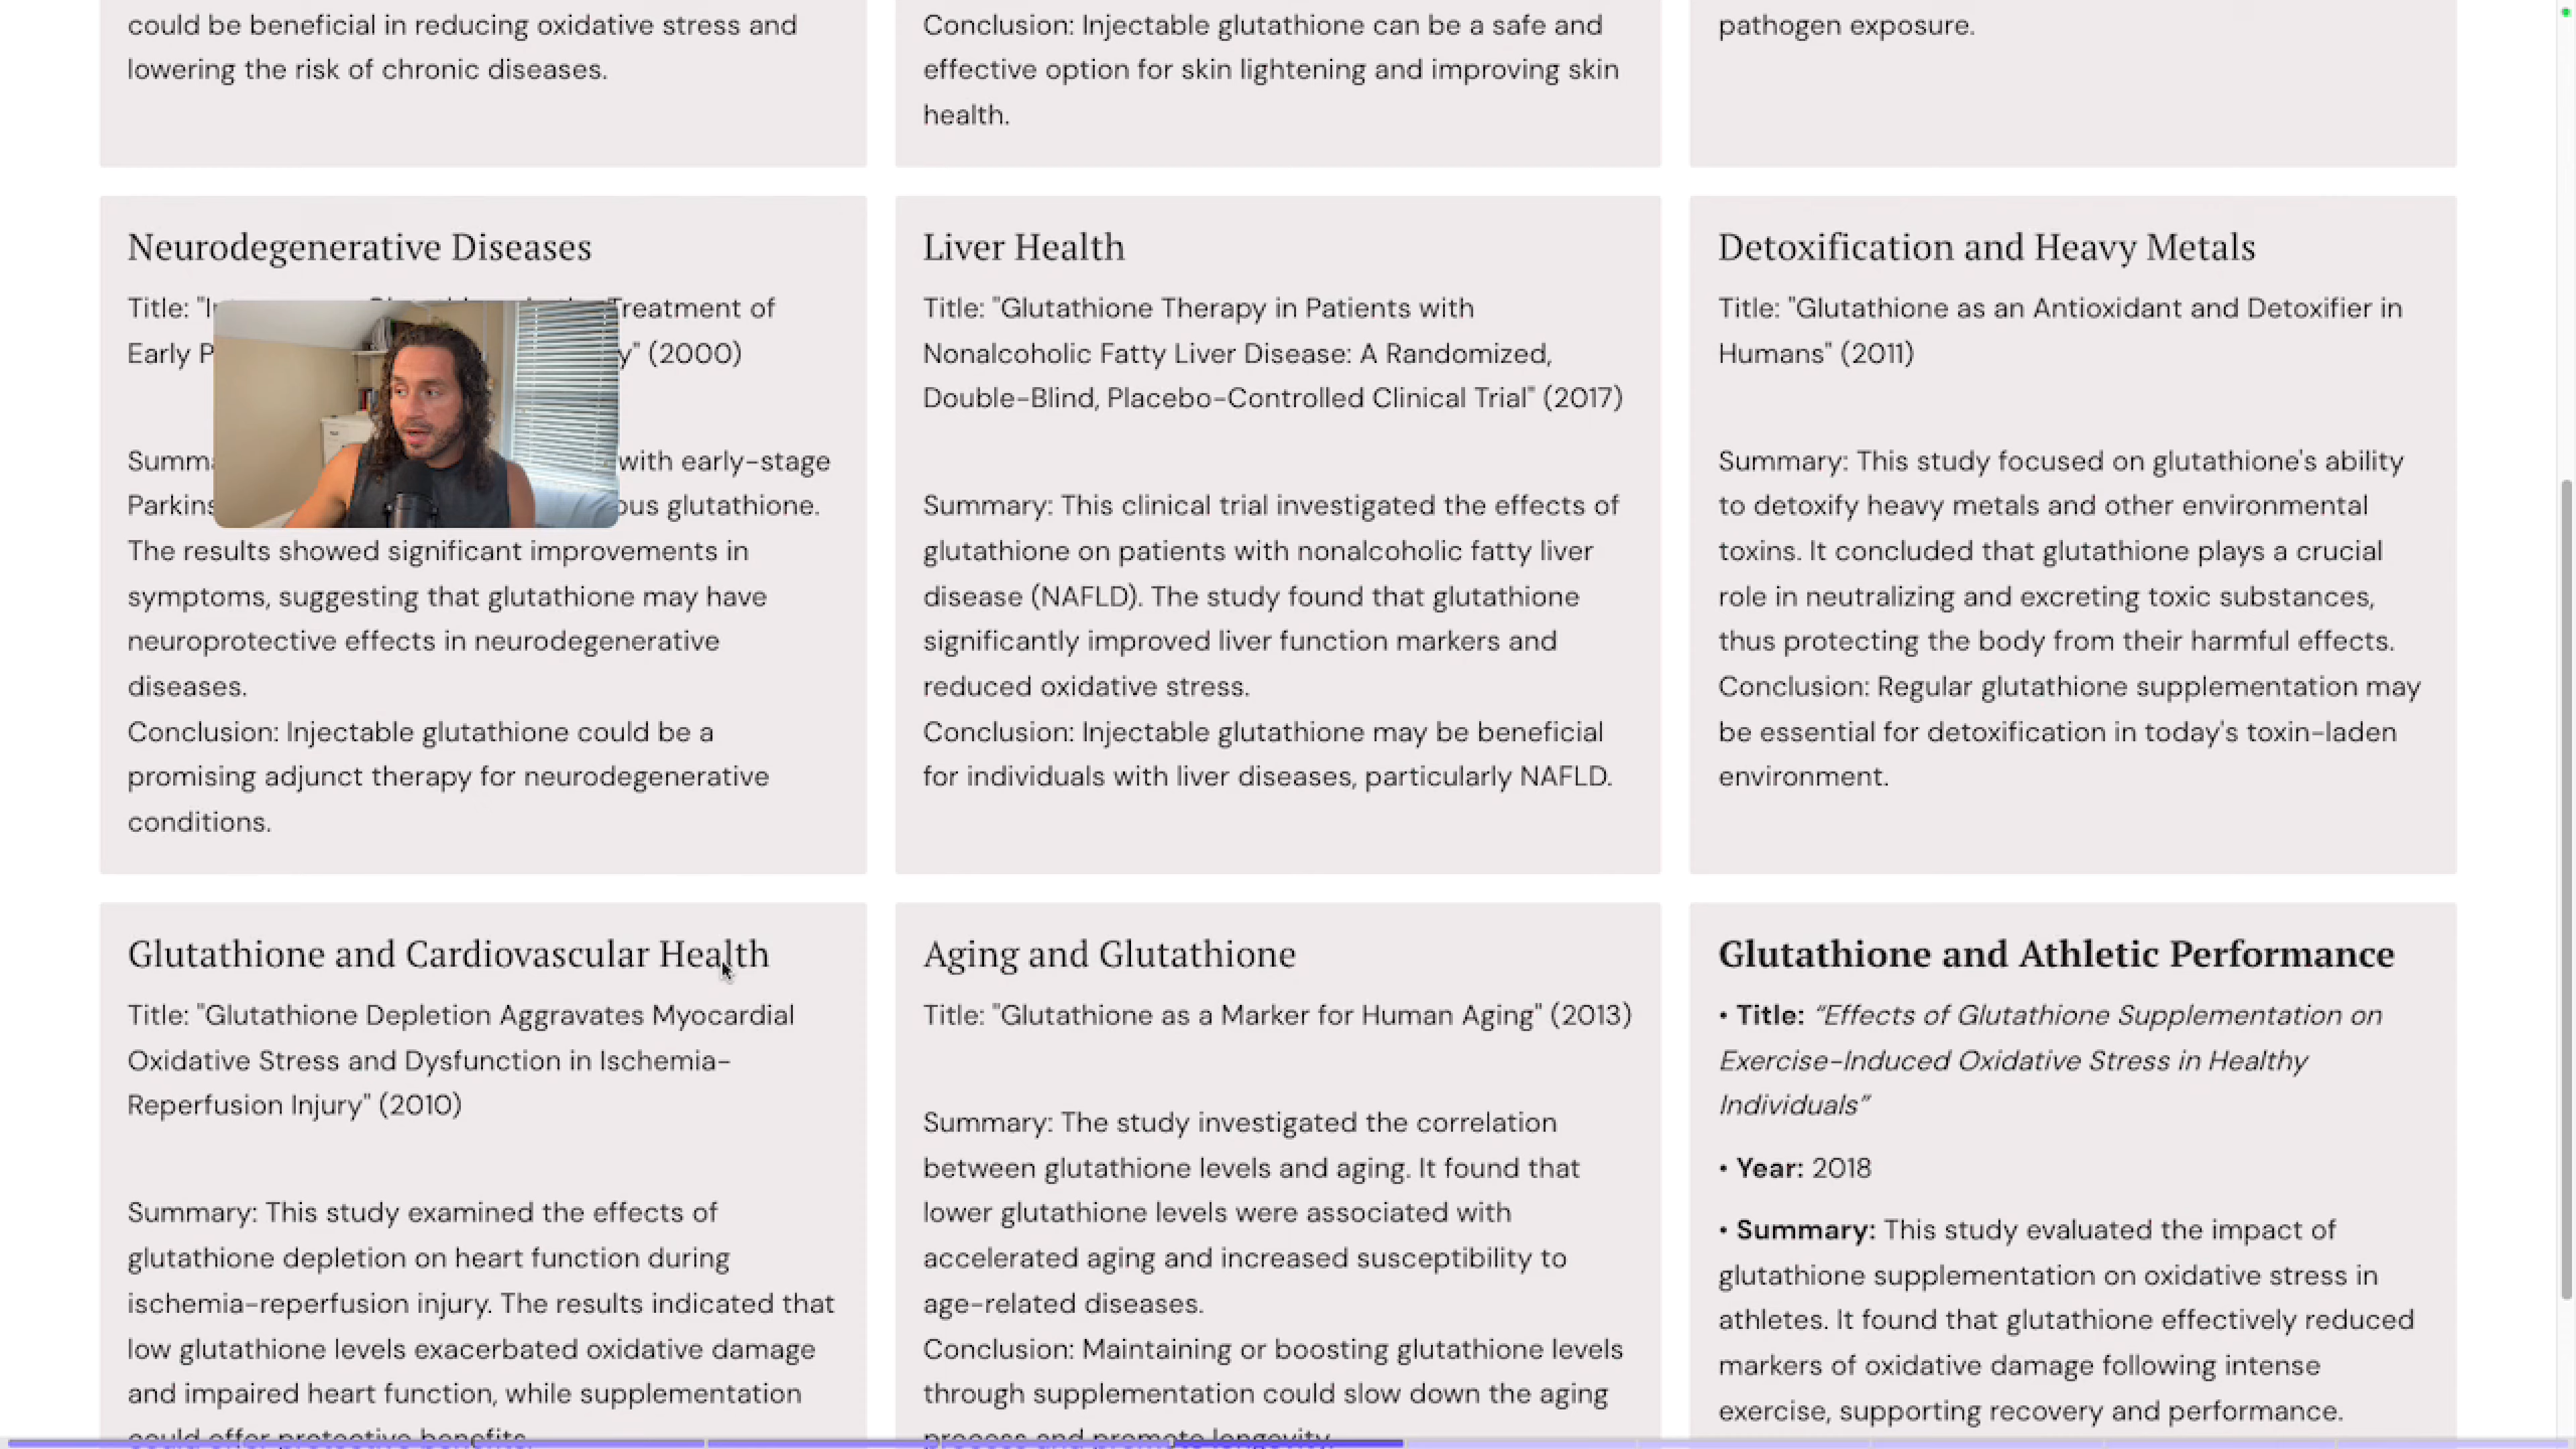 could be beneficial in reducing oxidative stress and
lowering the risk of chronic diseases.
Conclusion: Injectable glutathione can be a safe and
effective option for skin lightening and improving skin
health.
pathogen exposure.
Neurodegenerative Diseases
Title: "I Treatment of
Early P y" (2000)
Summa with early-stage
Parkins ous glutathione.
The results showed significant improvements in
symptoms, suggesting that glutathione may have
neuroprotective effects in neurodegenerative
diseases.
Conclusion: Injectable glutathione could be a
promising adjunct therapy for neurodegenerative
conditions.
Liver Health
Title: "Glutathione Therapy in Patients with
Nonalcoholic Fatty Liver Disease: A Randomized,
Double-Blind, Placebo-Controlled Clinical Trial" (2017)
Summary: This clinical trial investigated the effects of
glutathione on patients with nonalcoholic fatty liver
disease (NAFLD). The study found that glutathione
significantly improved liver function markers and
reduced oxidative stress.
Conclusion: Injectable glutathione may be beneficial
for individuals with liver diseases, particularly NAFLD.
Detoxification and Heavy Metals
Title: "Glutathione as an Antioxidant and Detoxifier in
Humans" (2011)
Summary: This study focused on glutathione's ability
to detoxify heavy metals and other environmental
toxins. It concluded that glutathione plays a crucial
role in neutralizing and excreting toxic substances,
thus protecting the body from their harmful effects.
Conclusion: Regular glutathione supplementation may
be essential for detoxification in today's toxin-laden
environment.
Glutathione and Cardiovascular Health
Title: "Glutathione Depletion Aggravates Myocardial
Oxidative Stress and Dysfunction in Ischemia-
Reperfusion Injury" (2010)
Summary: This study examined the effects of
glutathione depletion on heart function during
ischemia-reperfusion injury. The results indicated that
low glutathione levels exacerbated oxidative damage
and impaired heart function, while supplementation
could offer protective benefits.
Aging and Glutathione
Title: "Glutathione as a Marker for Human Aging" (2013)
Summary: The study investigated the correlation
between glutathione levels and aging. It found that
lower glutathione levels were associated with
accelerated aging and increased susceptibility to
age-related diseases.
Conclusion: Maintaining or boosting glutathione levels
through supplementation could slow down the aging
process and promote longevity.
Glutathione and Athletic Performance
• Title: “Effects of Glutathione Supplementation on
Exercise-Induced Oxidative Stress in Healthy
Individuals”
• Year: 2018
• Summary: This study evaluated the impact of
glutathione supplementation on oxidative stress in
athletes. It found that glutathione effectively reduced
markers of oxidative damage following intense
exercise, supporting recovery and performance.